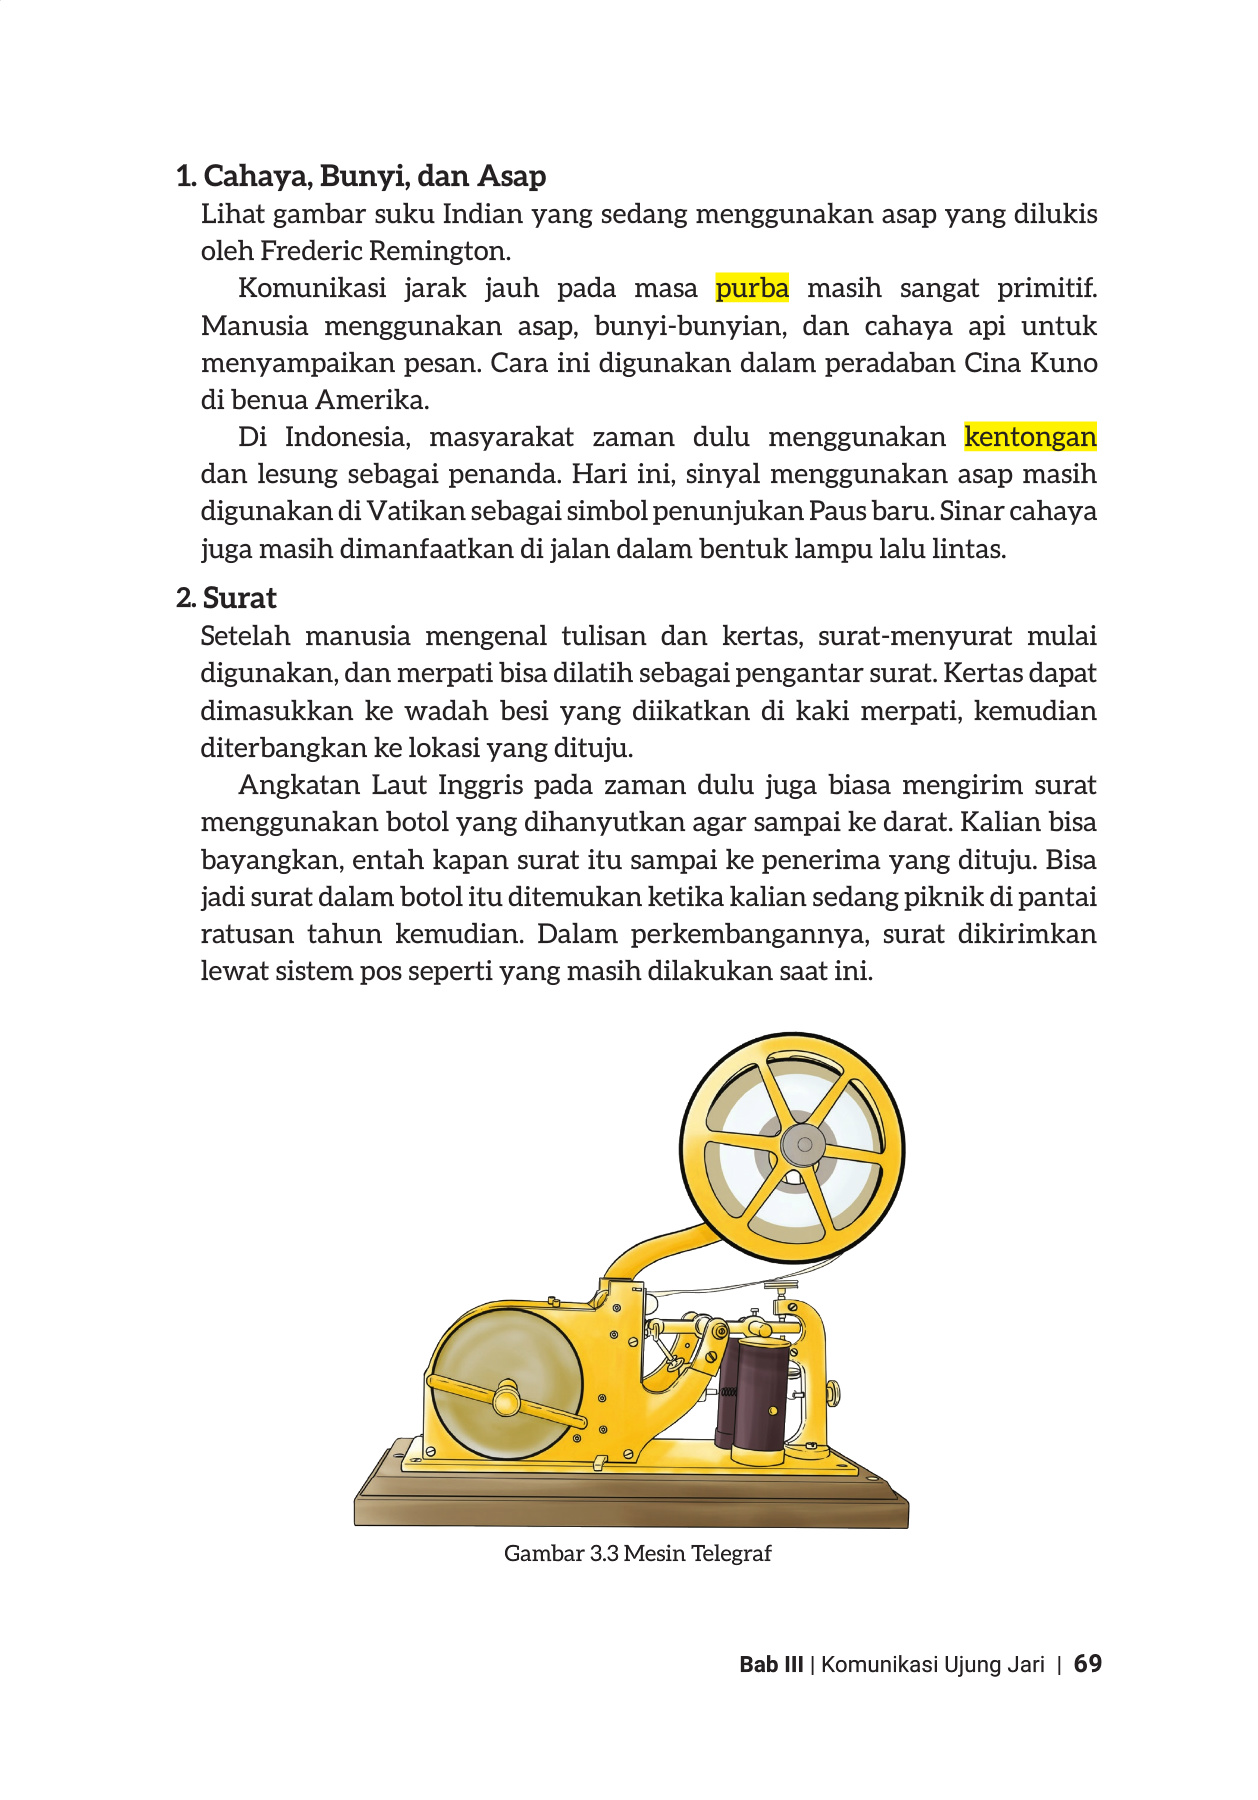 1. Cahaya, Bunyi, dan Asap
Lihat gambar suku Indian yang sedang menggunakan asap yang dilukis
oleh Frederic Remington.
Komunikasi jarak jauh pada masa purba masih sangat primitif.
Manusia menggunakan asap, bunyi-bunyian, dan cahaya api untuk
menyampaikan pesan. Cara ini digunakan dalam peradaban Cina Kuno
di benua Amerika.
Di Indonesia, masyarakat zaman dulu menggunakan kentongan
dan lesung sebagai penanda. Hari ini, sinyal menggunakan asap masih
digunakan di Vatikan sebagai simbol penunjukan Paus baru. Sinar cahaya
juga masih dimanfaatkan di jalan dalam bentuk lampu lalu lintas.
2. Surat
Setelah manusia mengenal tulisan dan kertas, surat-menyurat mulai
digunakan, dan merpati bisa dilatih sebagai pengantar surat. Kertas dapat
dimasukkan ke wadah besi yang diikatkan di kaki merpati, kemudian
diterbangkan ke lokasi yang dituju.
Angkatan Laut Inggris pada zaman dulu juga biasa mengirim surat
menggunakan botol yang dihanyutkan agar sampai ke darat. Kalian bisa
bayangkan, entah kapan surat itu sampai ke penerima yang dituju. Bisa
jadi surat dalam botol itu ditemukan ketika kalian sedang piknik di pantai
ratusan tahun kemudian. Dalam perkembangannya, surat dikirimkan
lewat sistem pos seperti yang masih dilakukan saat ini.
Gambar 3.3 Mesin Telegraf
Bab III | Komunikasi Ujung Jari | 69